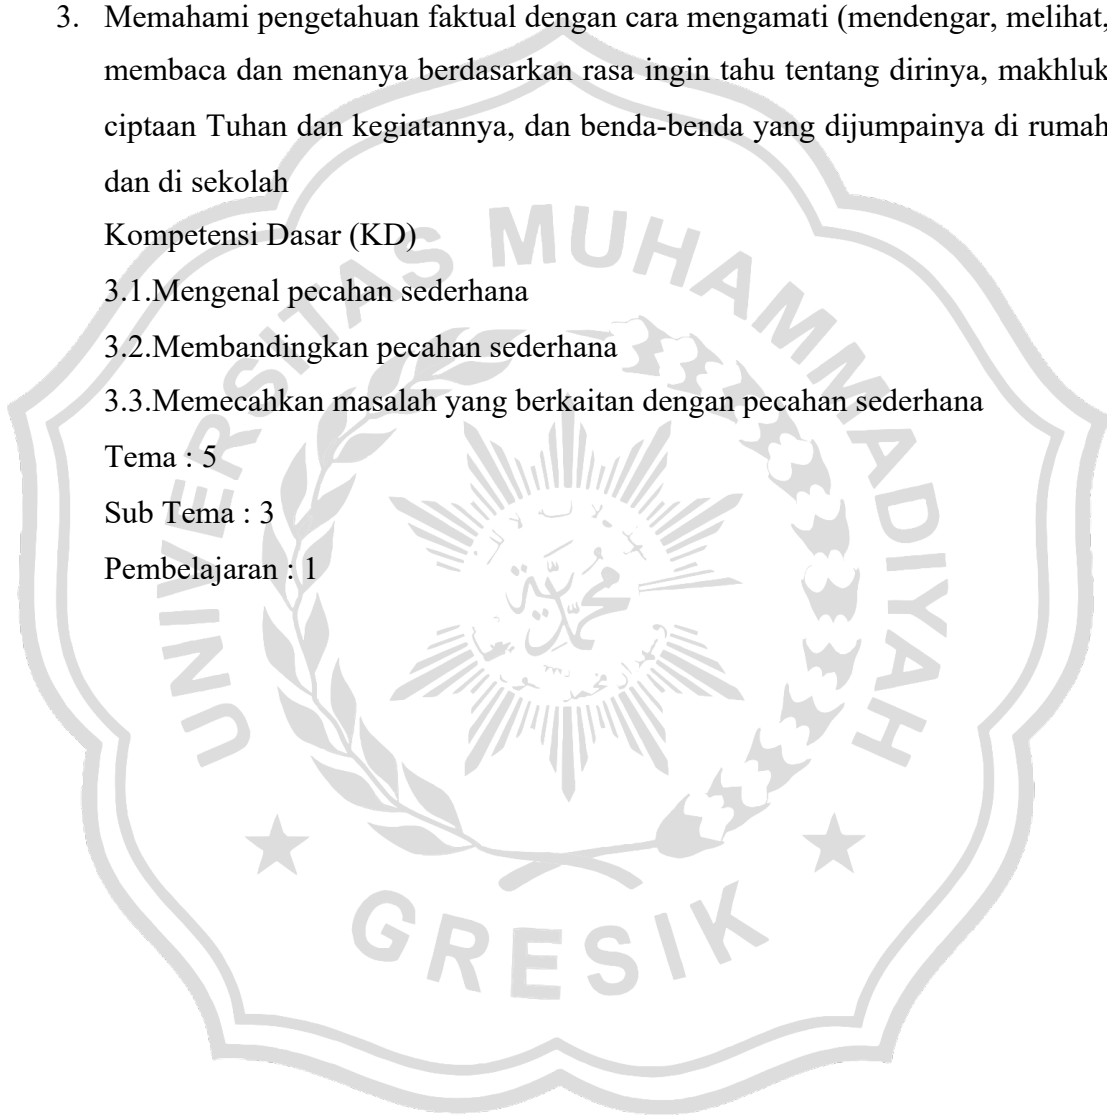 3. Memahami pengetahuan faktual dengan cara mengamati (mendengar, melihat,
membaca dan menanya berdasarkan rasa ingin tahu tentang dirinya, makhluk
ciptaan Tuhan dan kegiatannya, dan benda-benda yang dijumpainya di rumah
dan di sekolah
Kompetensi Dasar (KD)
3.1.Mengenal pecahan sederhana
3.2.Membandingkan pecahan sederhana
3.3.Memecahkan masalah yang berkaitan dengan pecahan sederhana
Tema : 5
Sub Tema : 3
Pembelajaran : 1
UNIVERSITAS MUHAMMADIYAH
GRESIK